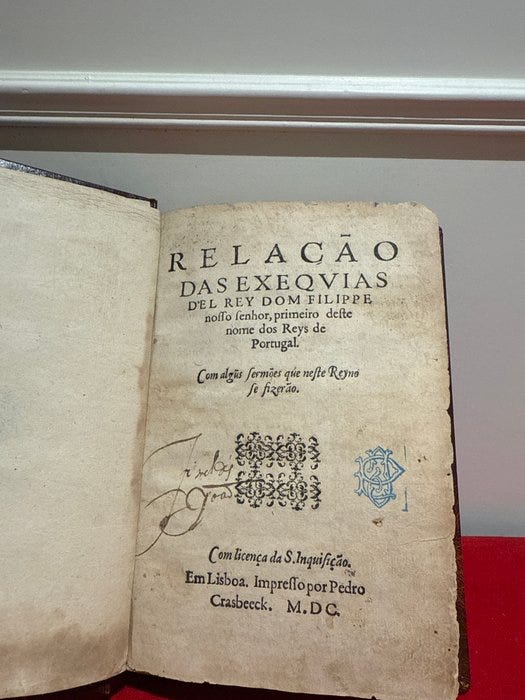 RELACÃO
DAS EXEQVIAS
D'EL REY DOM FILIPPE
noſſo ſenhor, primeiro deſte
nome dos Reys de
Portugal.
Com algũs ſermões que neſte Reyno
ſe fizerão.
Com licença da S. Inquiſição.
Em Lisboa. Impreſſo por Pedro
Crasbeeck. M.DC.